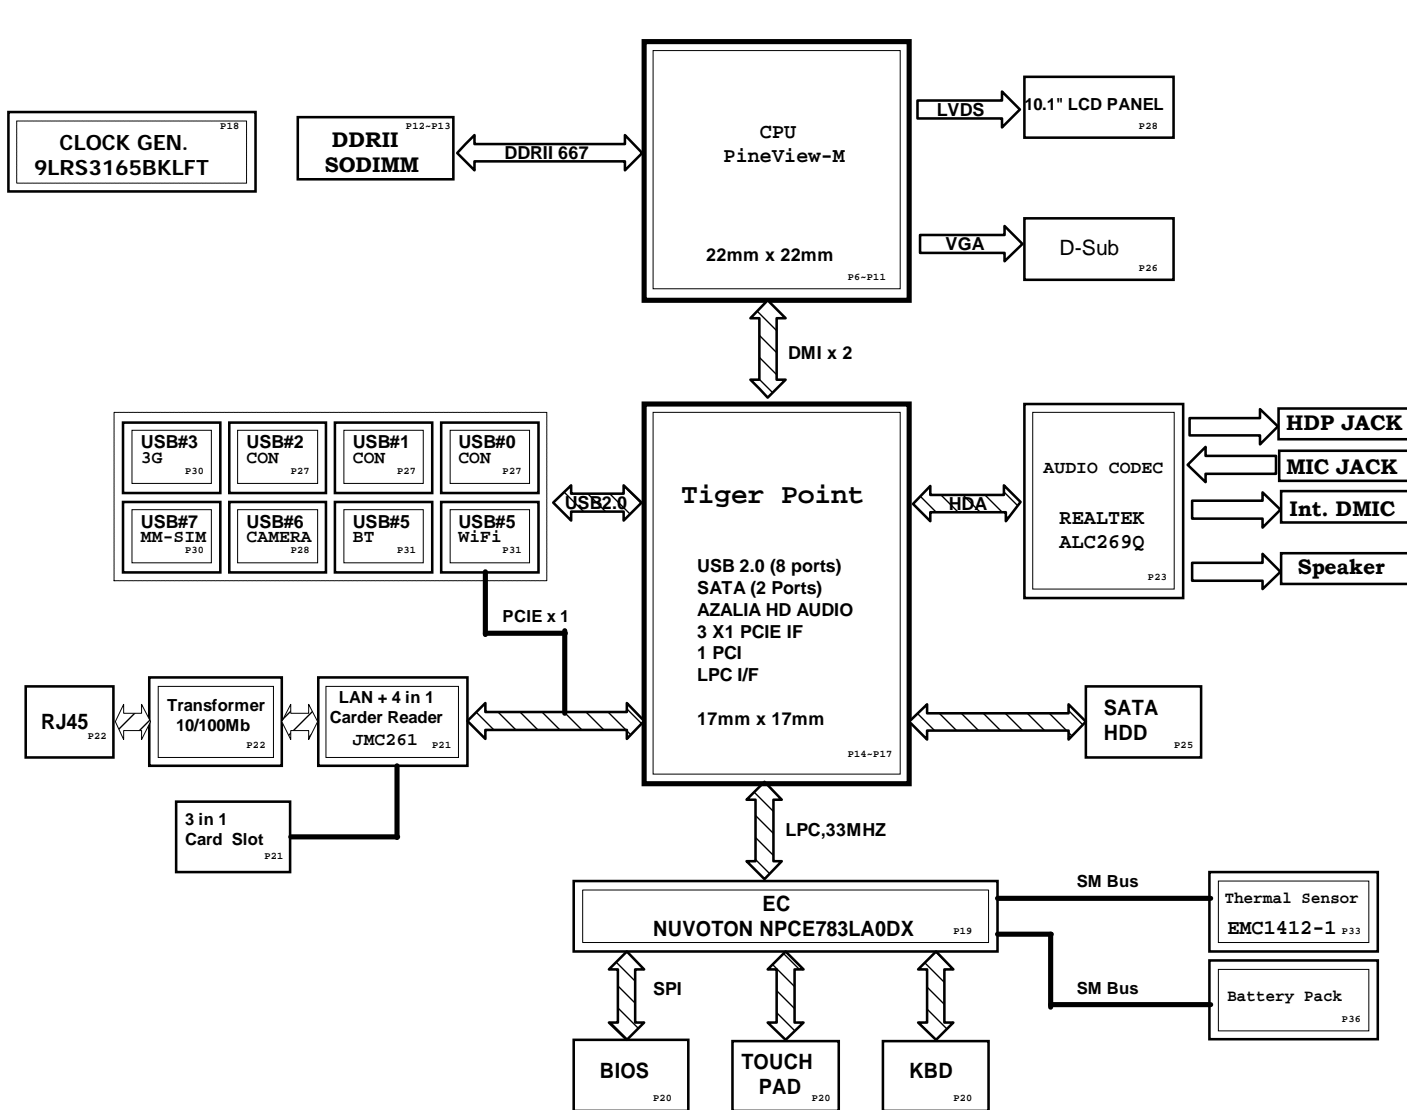 P18
CLOCK GEN.
9LRS3165BKLFT
P12~P13
DDRII
SODIMM
DDRII 667
CPU
PineView-M
22mm x 22mm
P6~P11
LVDS
10.1" LCD PANEL
P28
VGA
D-Sub
P26
DMI x 2
USB#3
3G
P30
USB#2
CON
P27
USB#1
CON
P27
USB#0
CON
P27
USB#7
MM-SIM
P30
USB#6
CAMERA
P28
USB#5
BT
P31
USB#5
WiFi
P31
USB2.0
Tiger Point
USB 2.0 (8 ports)
SATA (2 Ports)
AZALIA HD AUDIO
3 X1 PCIE IF
1 PCI
LPC I/F
17mm x 17mm
P14~P17
HDA
AUDIO CODEC
REALTEK
ALC269Q
P23
HDP JACK
MIC JACK
Int. DMIC
Speaker
PCIE x 1
RJ45
P22
Transformer
10/100Mb
P22
LAN + 4 in 1
Carder Reader
JMC261
P21
3 in 1
Card Slot
P21
SATA
HDD
P25
LPC,33MHZ
EC
NUVOTON NPCE783LA0DX
P19
SM Bus
Thermal Sensor
EMC1412-1
P33
SM Bus
Battery Pack
P36
SPI
BIOS
P20
TOUCH
PAD
P20
KBD
P20